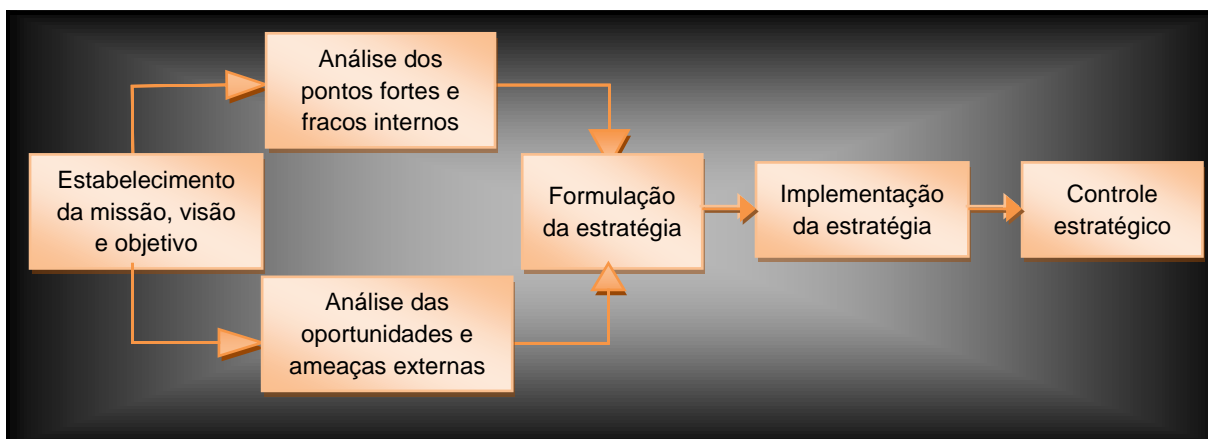 Estabelecimento
da missão, visão
e objetivo
Análise dos
pontos fortes e
fracos internos
Análise das
oportunidades e
ameaças externas
Formulação
da estratégia
Implementação
da estratégia
Controle
estratégico